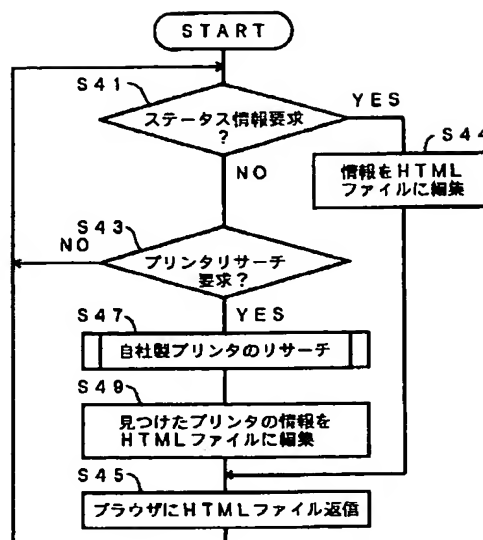 START
S41
ステータス情報要求
?
YES
NO
S44
情報をHTML
ファイルに編集
S43
NO
プリンタリサーチ
要求?
YES
S47
自社製プリンタのリサーチ
S49
見つけたプリンタの情報を
HTMLファイルに編集
S45
ブラウザにHTMLファイル返信